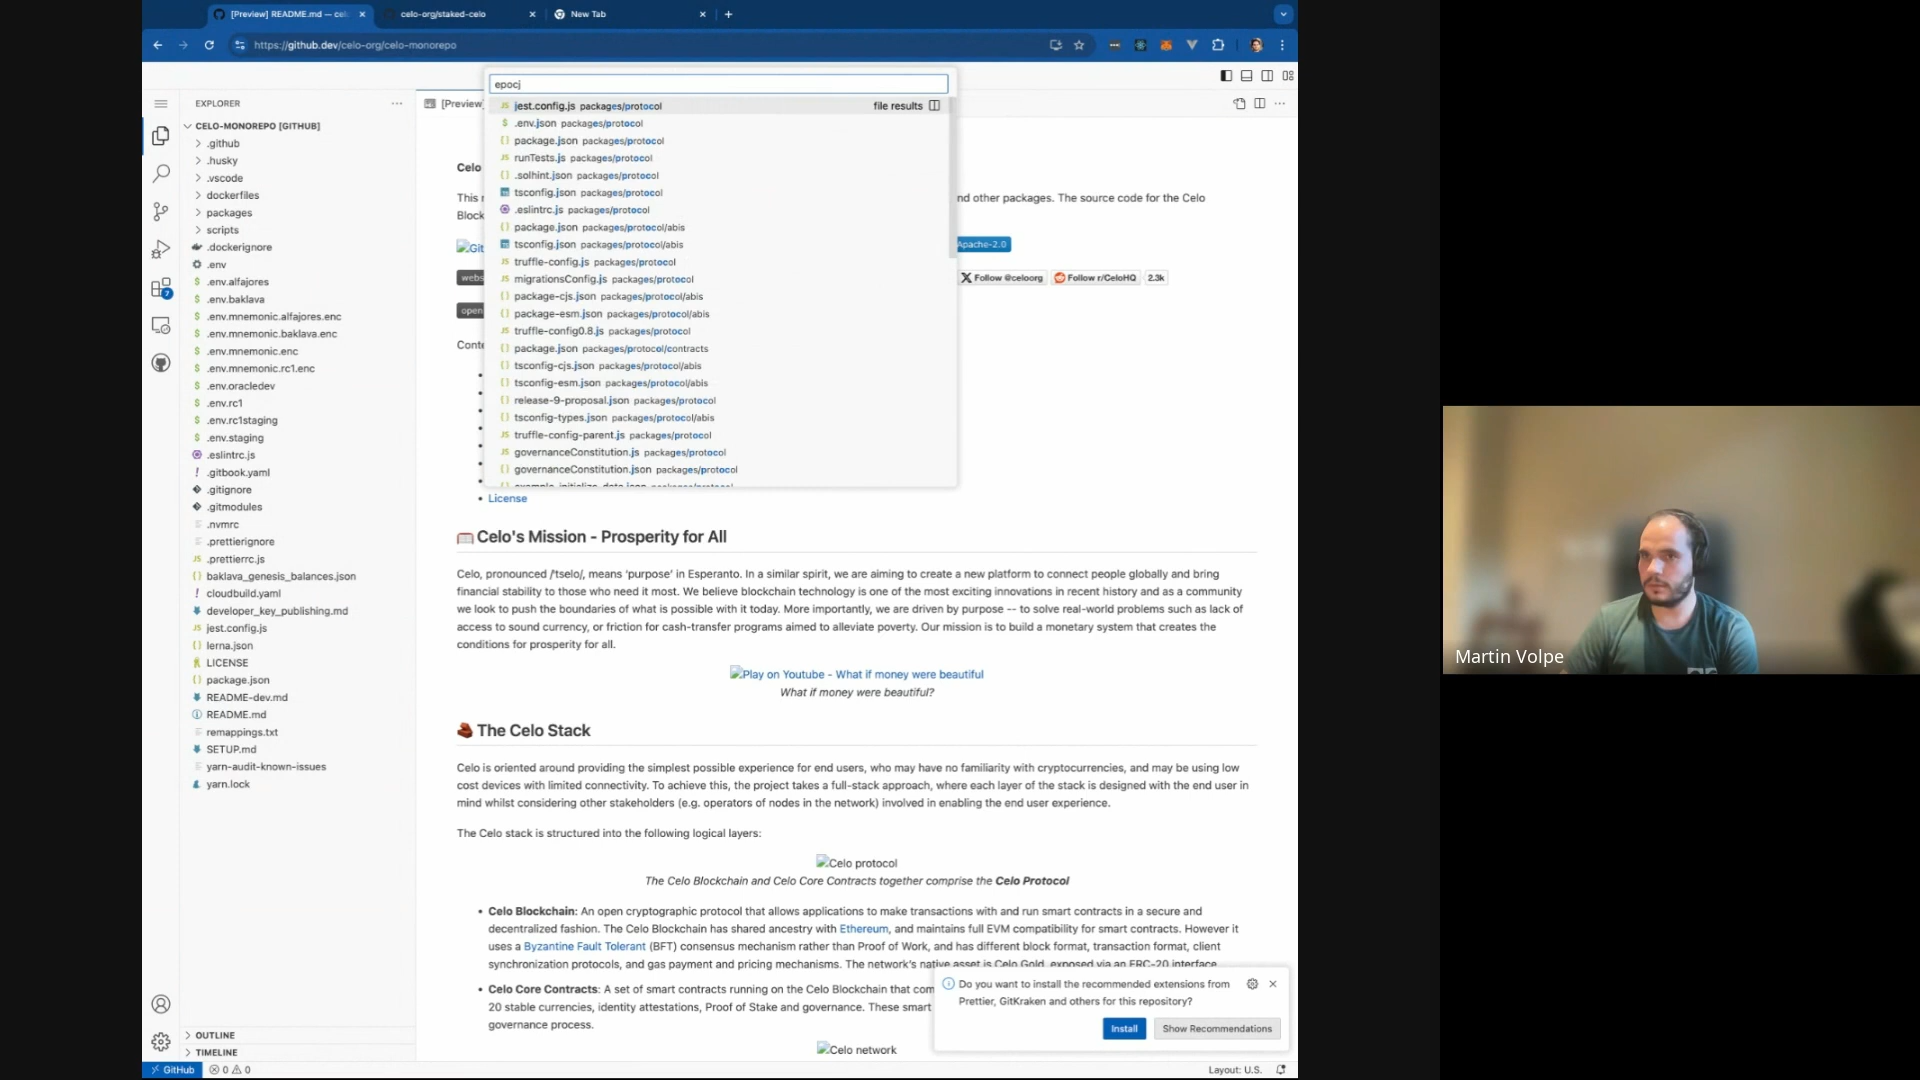 [Preview] README.md — cel
celo-org/staked-celo
New Tab
https://github.dev/celo-org/celo-monorepo
EXPLORER
CELO-MONOREPO [GITHUB]
.github
.husky
.vscode
dockerfiles
packages
scripts
.dockerignore
.env
.env.alfajores
.env.baklava
.env.mnemonic.alfajores.enc
.env.mnemonic.baklava.enc
.env.mnemonic.enc
.env.mnemonic.rc1.enc
.env.oracledev
.env.rc1
.env.rc1staging
.env.staging
.eslintrc.js
.gitbook.yaml
.gitignore
.gitmodules
.nvmrc
.prettierignore
.prettierrc.js
baklava_genesis_balances.json
cloudbuild.yaml
developer_key_publishing.md
jest.config.js
lerna.json
LICENSE
package.json
README-dev.md
README.md
remappings.txt
SETUP.md
yarn-audit-known-issues
yarn.lock
OUTLINE
TIMELINE
7
[Preview]
epocj
jest.config.js packages/protocol file results
.env.json packages/protocol
package.json packages/protocol
runTests.js packages/protocol
.solhint.json packages/protocol
tsconfig.json packages/protocol
.eslintrc.js packages/protocol
package.json packages/protocol/abis
tsconfig.json packages/protocol/abis
truffle-config.js packages/protocol
migrationsConfig.js packages/protocol
package-cjs.json packages/protocol/abis
package-esm.json packages/protocol/abis
truffle-config0.8.js packages/protocol
package.json packages/protocol/contracts
tsconfig-cjs.json packages/protocol/abis
tsconfig-esm.json packages/protocol/abis
release-9-proposal.json packages/protocol
tsconfig-types.json packages/protocol/abis
truffle-config-parent.js packages/protocol
governanceConstitution.js packages/protocol
governanceConstitution.json packages/protocol
example_initialize_data.json packages/protocol
Celo
This r
nd other packages. The source code for the Celo
Block
Git
Apache-2.0
webs
Follow @celoorg
Follow r/CeloHQ 2.3k
open
Conte
License
Celo's Mission - Prosperity for All
Celo, pronounced /ˈtselo/, means ‘purpose’ in Esperanto. In a similar spirit, we are aiming to create a new platform to connect people globally and bring
financial stability to those who need it most. We believe blockchain technology is one of the most exciting innovations in recent history and as a community
we look to push the boundaries of what is possible with it today. More importantly, we are driven by purpose -- to solve real-world problems such as lack of
access to sound currency, or friction for cash-transfer programs aimed to alleviate poverty. Our mission is to build a monetary system that creates the
conditions for prosperity for all.
Play on Youtube - What if money were beautiful
What if money were beautiful?
The Celo Stack
Celo is oriented around providing the simplest possible experience for end users, who may have no familiarity with cryptocurrencies, and may be using low
cost devices with limited connectivity. To achieve this, the project takes a full-stack approach, where each layer of the stack is designed with the end user in
mind whilst considering other stakeholders (e.g. operators of nodes in the network) involved in enabling the end user experience.
The Celo stack is structured into the following logical layers:
Celo protocol
The Celo Blockchain and Celo Core Contracts together comprise the Celo Protocol
• Celo Blockchain: An open cryptographic protocol that allows applications to make transactions with and run smart contracts in a secure and
decentralized fashion. The Celo Blockchain has shared ancestry with Ethereum, and maintains full EVM compatibility for smart contracts. However it
uses a Byzantine Fault Tolerant (BFT) consensus mechanism rather than Proof of Work, and has different block format, transaction format, client
synchronization protocols, and gas payment and pricing mechanisms. The network's native asset is Celo Gold, exposed via an ERC-20 interface.
• Celo Core Contracts: A set of smart contracts running on the Celo Blockchain that com
20 stable currencies, identity attestations, Proof of Stake and governance. These smart
governance process.
Celo network
Do you want to install the recommended extensions from
Prettier, GitKraken and others for this repository?
Install
Show Recommendations
GitHub
0 0
Layout: U.S.
Martin Volpe